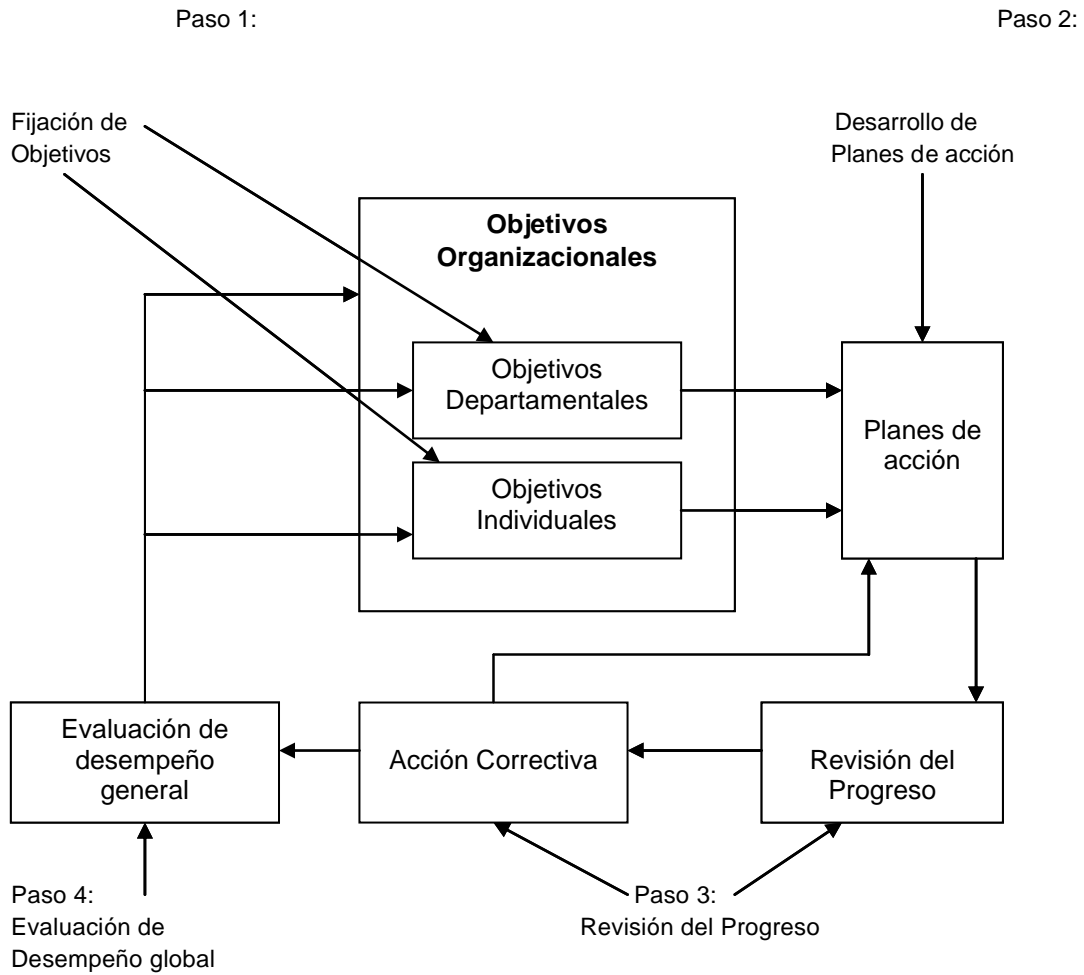 Paso 1:
Paso 2:
Fijación de
Objetivos
Desarrollo de
Planes de acción
Objetivos
Organizacionales
Objetivos
Departamentales
Objetivos
Individuales
Planes de
acción
Evaluación de
desempeño
general
Acción Correctiva
Revisión del
Progreso
Paso 4:
Evaluación de
Desempeño global
Paso 3:
Revisión del Progreso